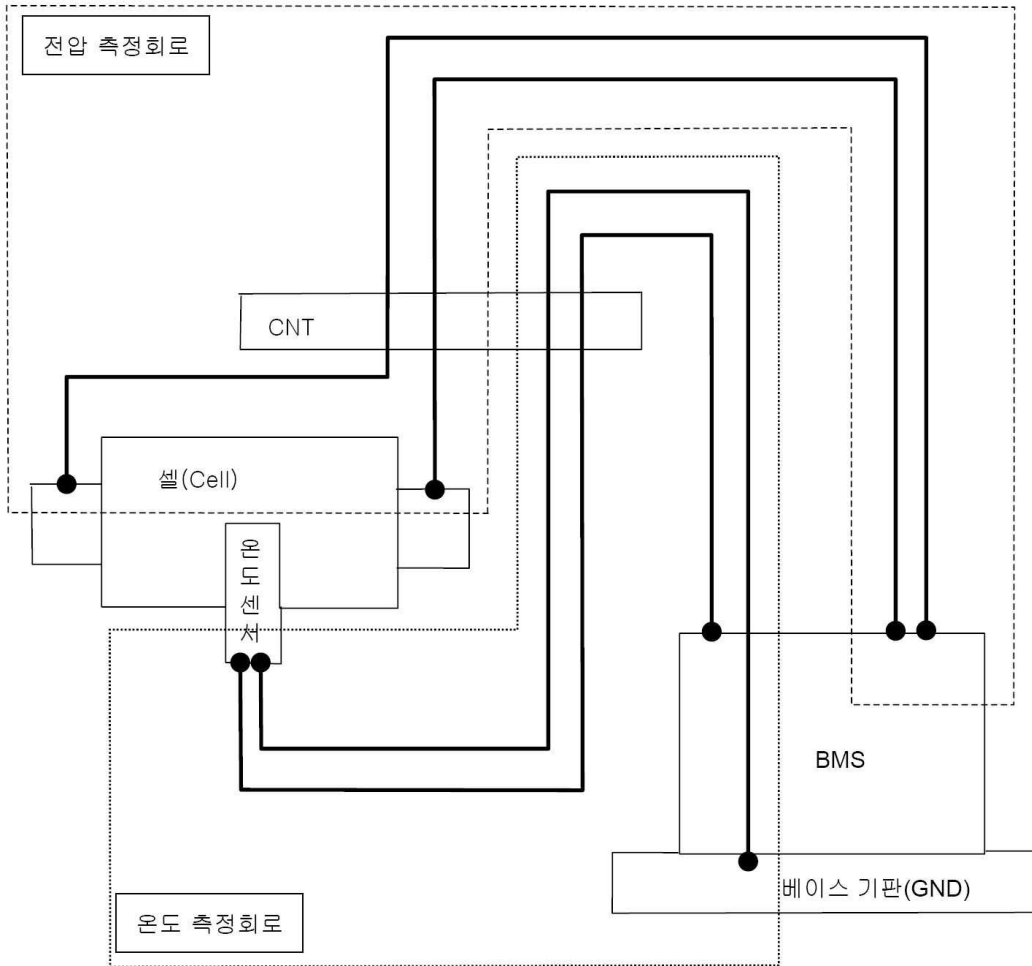 전압 측정회로
CNT
셀(Cell)
온도센서
BMS
베이스 기판(GND)
온도 측정회로